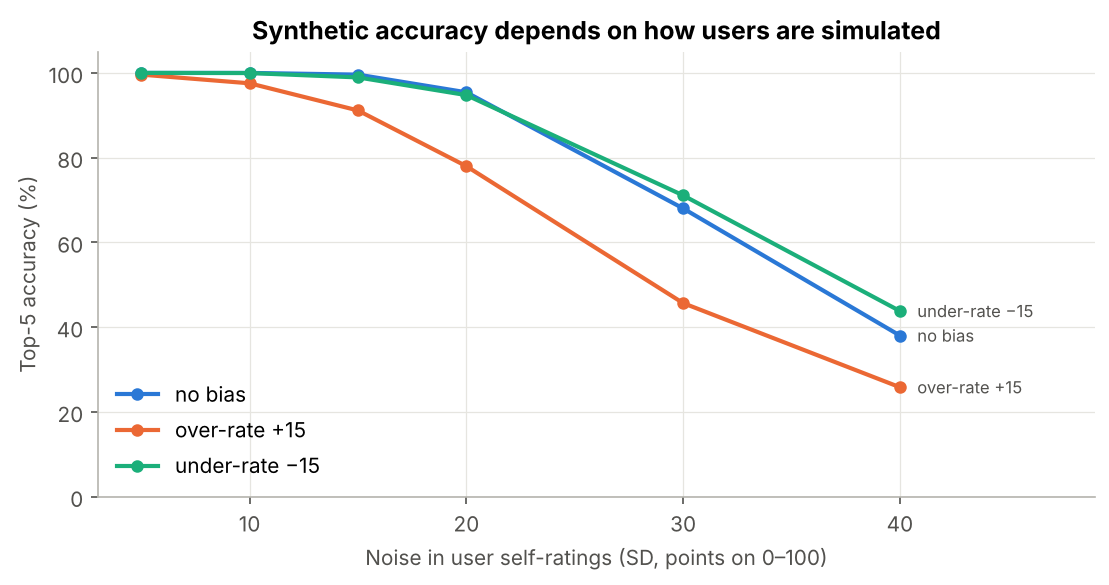 Synthetic accuracy depends on how users are simulated
Top-5 accuracy (%)
100
80
60
40
20
0
under-rate −15
no bias
over-rate +15
no bias
over-rate +15
under-rate −15
10
20
30
40
Noise in user self-ratings (SD, points on 0–100)